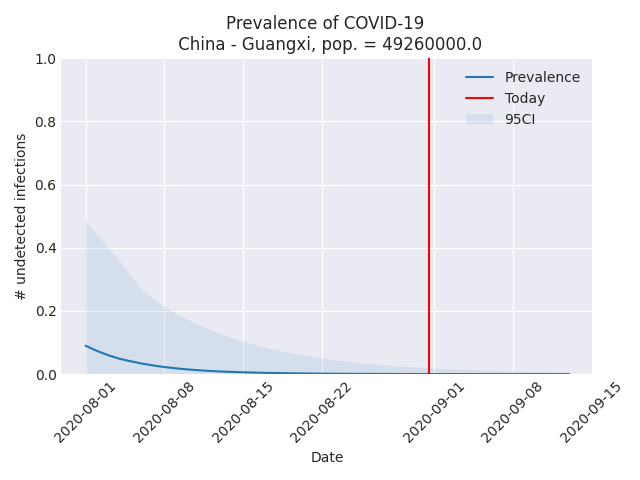 Prevalence of COVID-19
China - Guangxi, pop. = 49260000.0
Prevalence
Today
95CI
# undetected infections
1.0
0.8
0.6
0.4
0.2
0.0
2020-08-01
2020-08-08
2020-08-15
2020-08-22
2020-09-01
2020-09-08
2020-09-15
Date